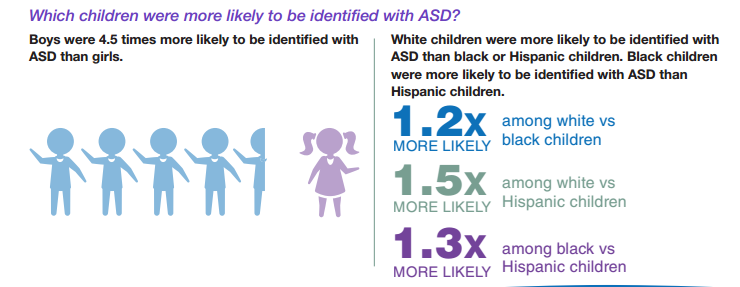 Which children were more likely to be identified with ASD?
Boys were 4.5 times more likely to be identified with
ASD than girls.
White children were more likely to be identified with
ASD than black or Hispanic children. Black children
were more likely to be identified with ASD than
Hispanic children.
1.2x
MORE LIKELY
among white vs
black children
1.5x
MORE LIKELY
among white vs
Hispanic children
1.3x
MORE LIKELY
among black vs
Hispanic children